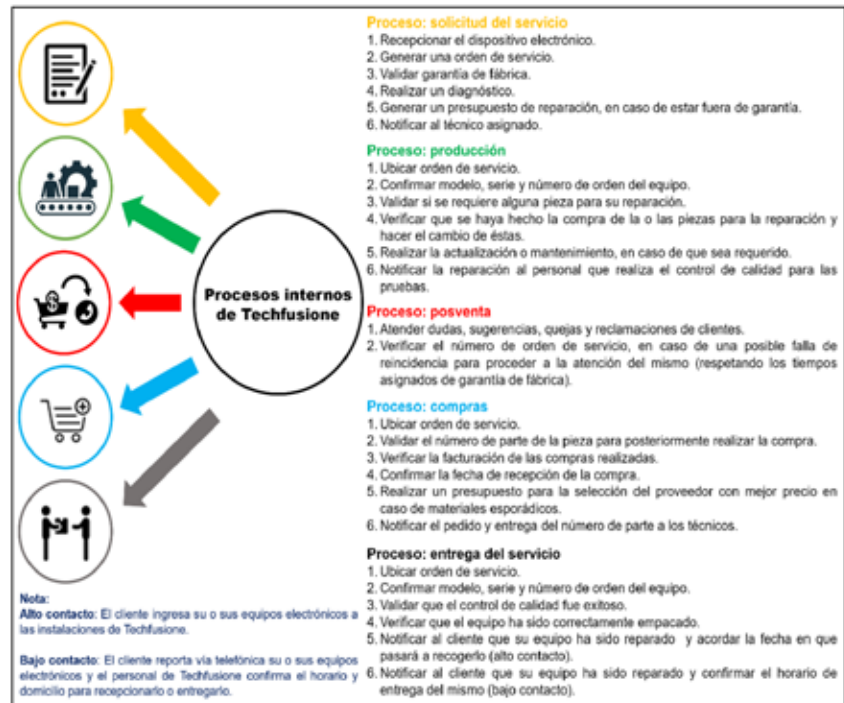 Procesos internos
de Techfusione
Nota:
Alto contacto: El cliente ingresa su o sus equipos electrónicos a
las instalaciones de Techfusione.
Bajo contacto: El cliente reporta vía telefónica su o sus equipos
electrónicos y el personal de Techfusione confirma el horario y
domicilio para recepcionarlo o entregarlo.
Proceso: solicitud del servicio
1. Recepcionar el dispositivo electrónico.
2. Generar una orden de servicio.
3. Validar garantía de fábrica.
4. Realizar un diagnóstico.
5. Generar un presupuesto de reparación, en caso de estar fuera de garantía.
6. Notificar al técnico asignado.
Proceso: producción
1. Ubicar orden de servicio.
2. Confirmar modelo, serie y número de orden del equipo.
3. Validar si se requiere alguna pieza para su reparación.
4. Verificar que se haya hecho la compra de la o las piezas para la reparación y
hacer el cambio de éstas.
5. Realizar la actualización o mantenimiento, en caso de que sea requerido.
6. Notificar la reparación al personal que realiza el control de calidad para las
pruebas.
Proceso: posventa
1. Atender dudas, sugerencias, quejas y reclamaciones de clientes.
2. Verificar el número de orden de servicio, en caso de una posible falla de
reincidencia para proceder a la atención del mismo (respetando los tiempos
asignados de garantía de fábrica).
Proceso: compras
1. Ubicar orden de servicio.
2. Validar el número de parte de la pieza para posteriormente realizar la compra.
3. Verificar la facturación de las compras realizadas.
4. Confirmar la fecha de recepción de la compra.
5. Realizar un presupuesto para la selección del proveedor con mejor precio en
caso de materiales esporádicos.
6. Notificar el pedido y entrega del número de parte a los técnicos.
Proceso: entrega del servicio
1. Ubicar orden de servicio.
2. Confirmar modelo, serie y número de orden del equipo.
3. Validar que el control de calidad fue exitoso.
4. Verificar que el equipo ha sido correctamente empacado.
5. Notificar al cliente que su equipo ha sido reparado y acordar la fecha en que
pasará a recogerlo (alto contacto).
6. Notificar al cliente que su equipo ha sido reparado y confirmar el horario de
entrega del mismo (bajo contacto).